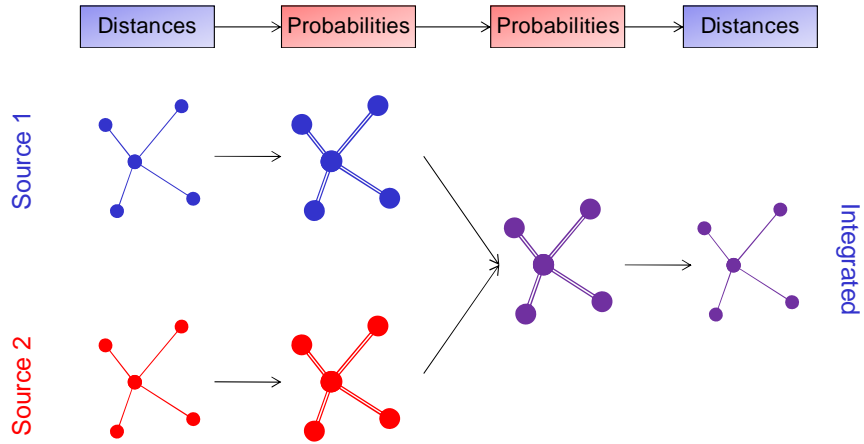 Distances
Probabilities
Probabilities
Distances
Source 1
Source 2
Integrated